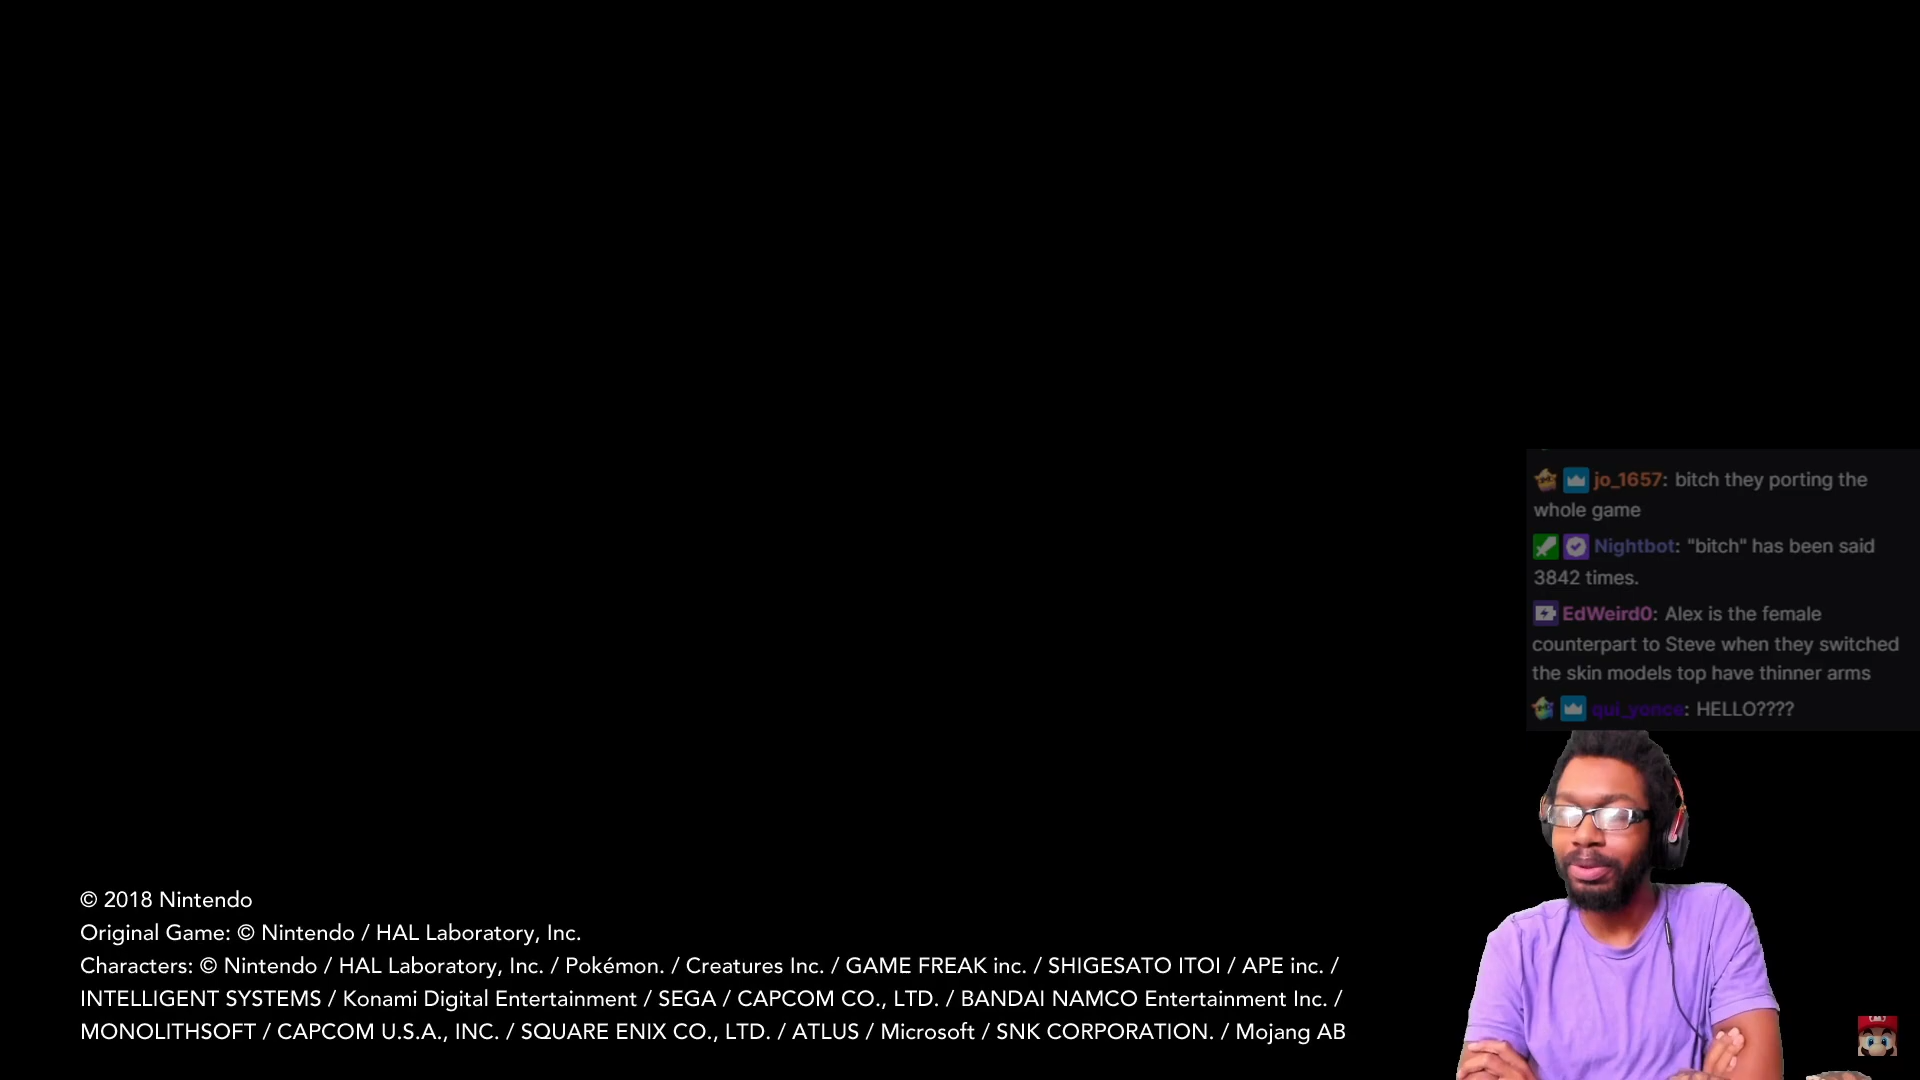 jo_1657: bitch they porting the
whole game
Nightbot: "bitch" has been said
3842 times.
EdWeird0: Alex is the female
counterpart to Steve when they switched
the skin models top have thinner arms
qui_yonce: HELLO????
© 2018 Nintendo
Original Game: © Nintendo / HAL Laboratory, Inc.
Characters: © Nintendo / HAL Laboratory, Inc. / Pokémon. / Creatures Inc. / GAME FREAK inc. / SHIGESATO ITOI / APE inc. /
INTELLIGENT SYSTEMS / Konami Digital Entertainment / SEGA / CAPCOM CO., LTD. / BANDAI NAMCO Entertainment Inc. /
MONOLITHSOFT / CAPCOM U.S.A., INC. / SQUARE ENIX CO., LTD. / ATLUS / Microsoft / SNK CORPORATION. / Mojang AB